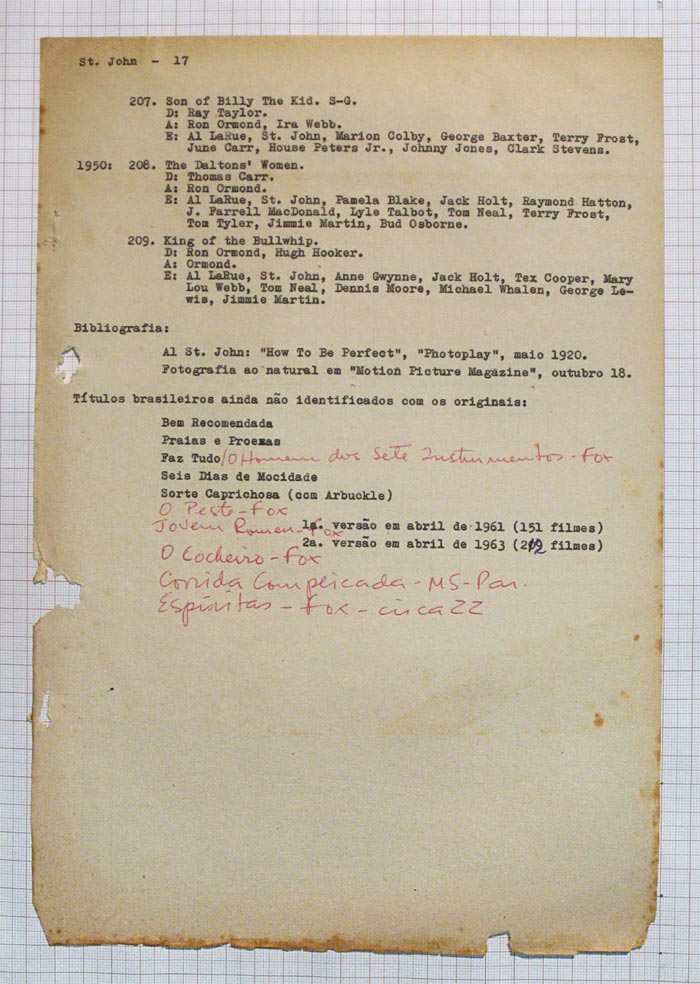 St. John - 17
207. Son of Billy The Kid. S-G.
D: Ray Taylor.
A: Ron Ormond, Ira Webb.
E: Al LaRue, St. John, Marion Colby, George Baxter, Terry Frost,
June Carr, House Peters Jr., Johnny Jones, Clark Stevens.
1950: 208. The Daltons' Women.
D: Thomas Carr.
A: Ron Ormond.
E: Al LaRue, St. John, Pamela Blake, Jack Holt, Raymond Hatton,
J. Farrell MacDonald, Lyle Talbot, Tom Neal, Terry Frost,
Tom Tyler, Jimmie Martin, Bud Osborne.
209. King of the Bullwhip.
D: Ron Ormond, Hugh Hooker.
A: Ormond.
E: Al LaRue, St. John, Anne Gwynne, Jack Holt, Tex Cooper, Mary
Lou Webb, Tom Neal, Dennis Moore, Michael Whalen, George Le-
wis, Jimmie Martin.
Bibliografia:
Al St. John: "How To Be Perfect", "Photoplay", maio 1920.
Fotografia ao natural em "Motion Picture Magazine", outubro 18.
Títulos brasileiros ainda não identificados com os originais:
Bem Recomendada
Praias e Proezas
Faz Tudo/O Homem dos Sete Instrumentos - Fox
Seis Dias de Mocidade
Sorte Caprichosa (com Arbuckle)
O Peste - Fox
Jovem Romeu - Fox
1a. versão em abril de 1961 (151 filmes)
2a. versão em abril de 1963 (212 filmes)
O Cocheiro - Fox
Corrida Complicada - MS - Par.
Espíritas - Fox - circa 22